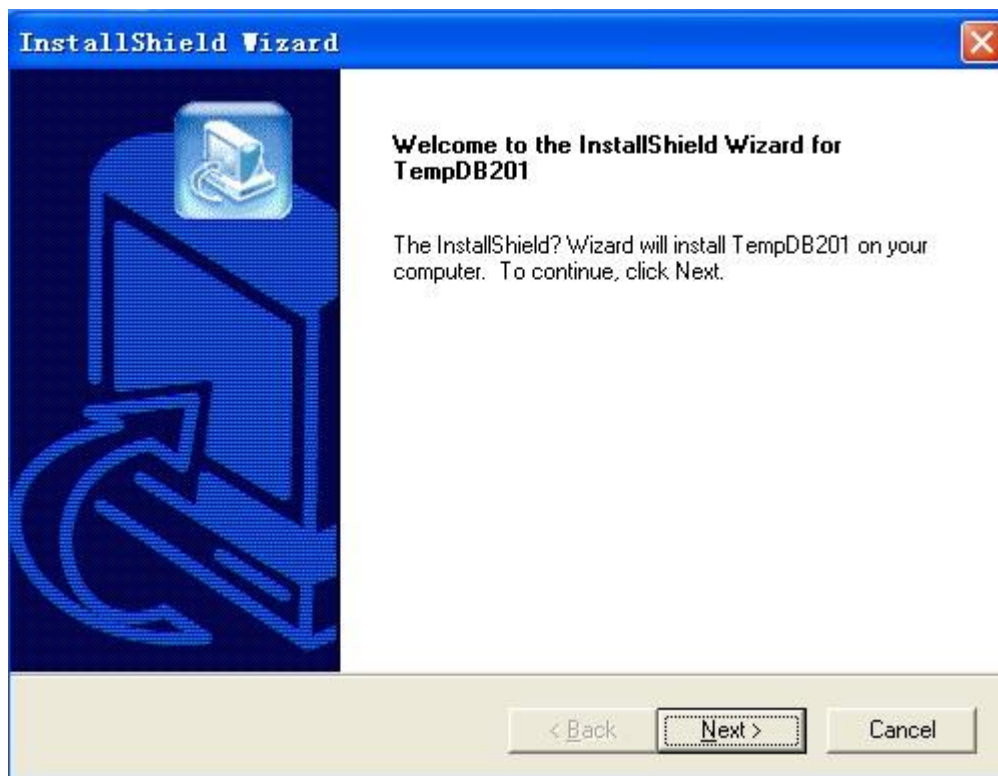 InstallShield Wizard
Welcome to the InstallShield Wizard for
TempDB201
The InstallShield? Wizard will install TempDB201 on your
computer.  To continue, click Next.
< Back
Next >
Cancel